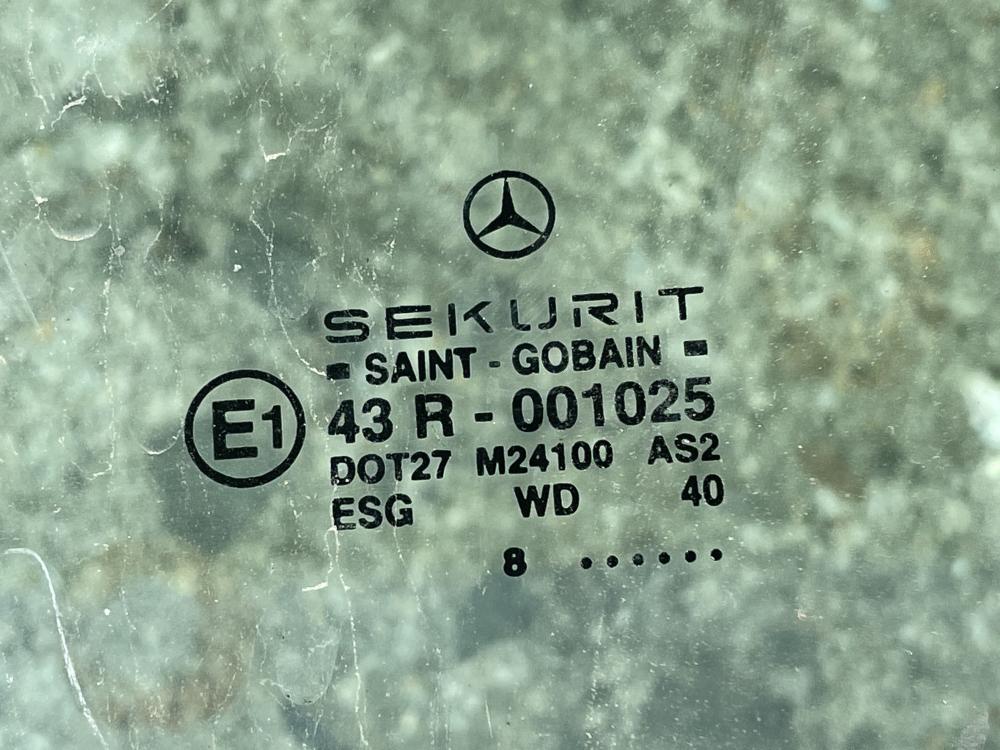 SEKURIT
SAINT - GOBAIN
E1
43 R - 001025
DOT27 M24100 AS2
ESG WD 40
8 ......